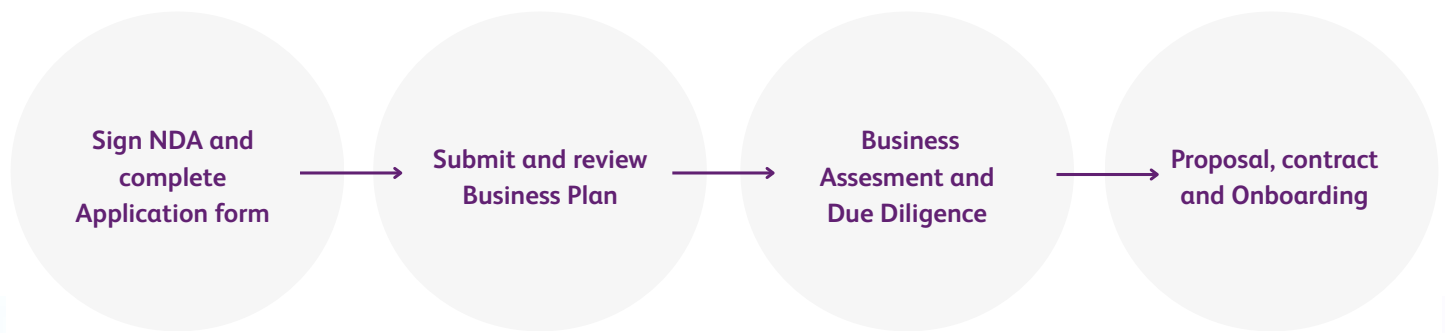 Sign NDA and
complete
Application form
Submit and review
Business Plan
Business
Assesment and
Due Diligence
Proposal, contract
and Onboarding